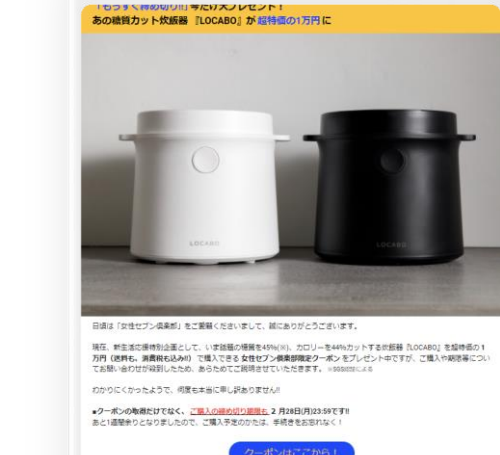 「もうすぐ締め切り!!」今だけ大プレゼント！
あの糖質カット炊飯器 『LOCABO』が 超特価の1万円 に
LOCABO
LOCABO
日頃は「女性セブン倶楽部」をご愛顧くださいまして、誠にありがとうございます。
現在、新生活応援特別企画として、いま話題の糖質を45%(※)、カロリーを44%カットする炊飯器『LOCABO』を超特価の１
万円（送料も、消費税も込み!!）で購入できる 女性セブン倶楽部限定クーポン をプレゼント中ですが、ご購入や期限等につい
てお問い合わせが殺到したため、あらためてご説明させていただきます。
わかりにくかったようで、何度も本当に申し訳ありません!!
■クーポンの取得だけでなく、ご購入の締め切り期限も ２月28日(月)23:59です!!
あと1週間余りとなりましたので、ご購入予定のかたは、手続きをお忘れなく！
クーポンはここから！